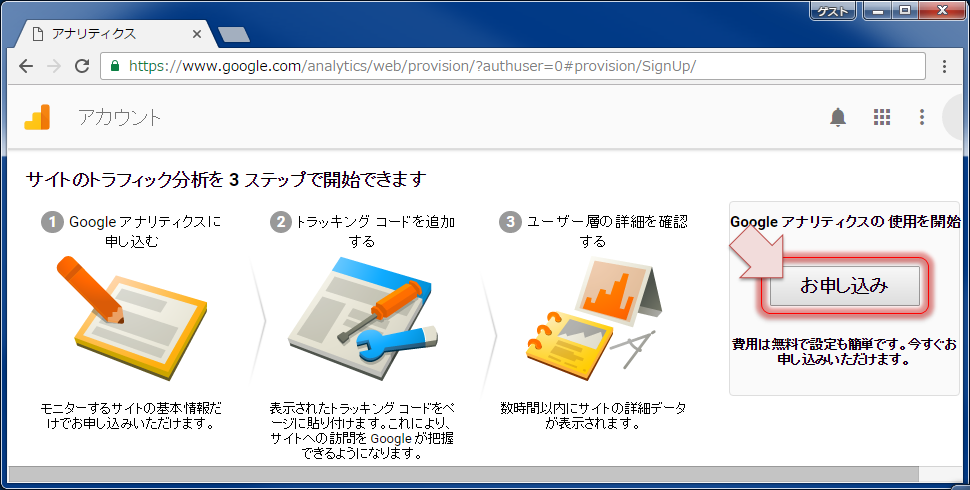 ゲスト
アナリティクス
https://www.google.com/analytics/web/provision/?authuser=0#provision/SignUp/
アカウント
サイトのトラフィック分析を 3 ステップで開始できます
1 Google アナリティクスに
申し込む
2 トラッキング コードを追加
する
3 ユーザー層の詳細を確認
する
モニターするサイトの基本情報だ
けでお申し込みいただけます。
表示されたトラッキング コードをペ
ージに貼り付けます。これにより、
サイトへの訪問を Google が把握
できるようになります。
数時間以内にサイトの詳細データ
が表示されます。
Google アナリティクスの 使用を開始
お申し込み
費用は無料で設定も簡単です。今すぐお
申し込みいただけます。